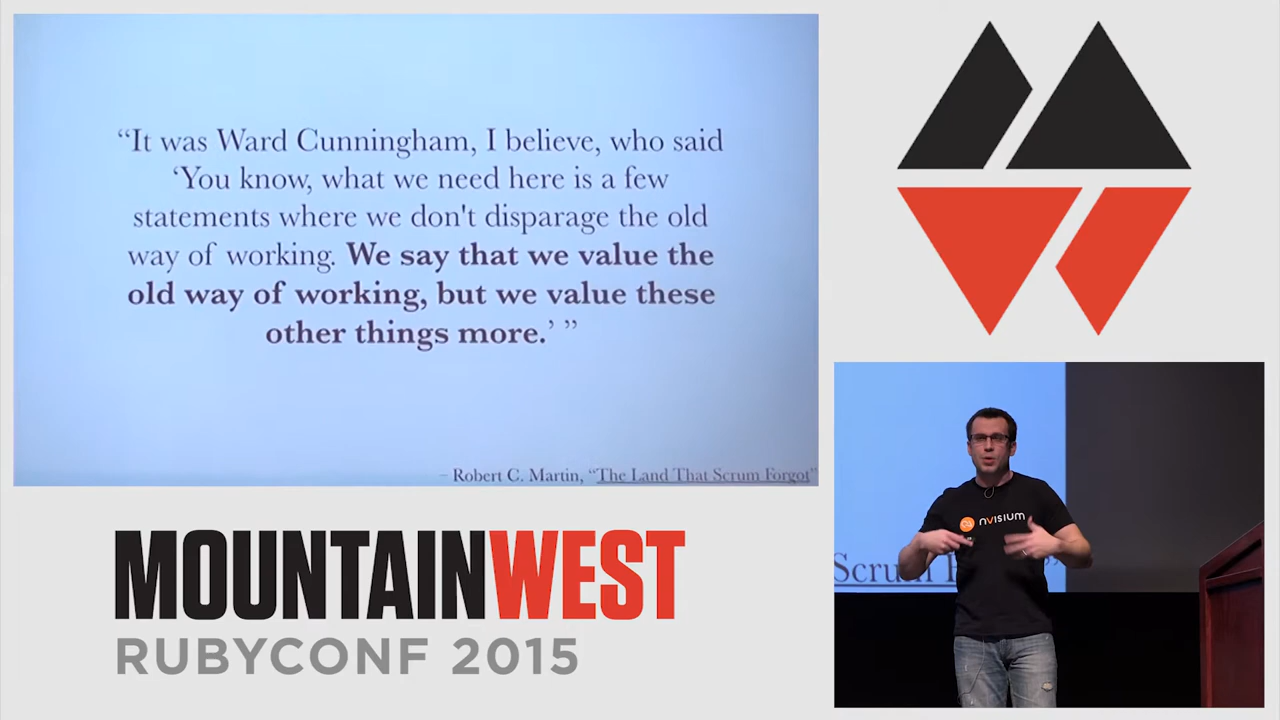 “It was Ward Cunningham, I believe, who said
‘You know, what we need here is a few
statements where we don't disparage the old
way of working. We say that we value the
old way of working, but we value these
other things more.’ ”
– Robert C. Martin, “The Land That Scrum Forgot”
MOUNTAINWEST
RUBYCONF 2015
nVISIUM
Scrum F
”